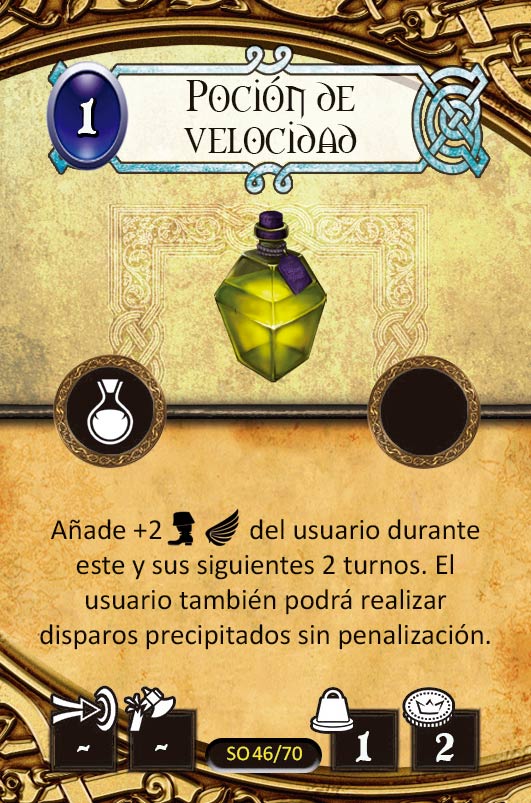 1
Poción de
velocidad
Añade +2 del usuario durante
este y sus siguientes 2 turnos. El
usuario también podrá realizar
disparos precipitados sin penalización.
~ ~ SO 46/70 1 2